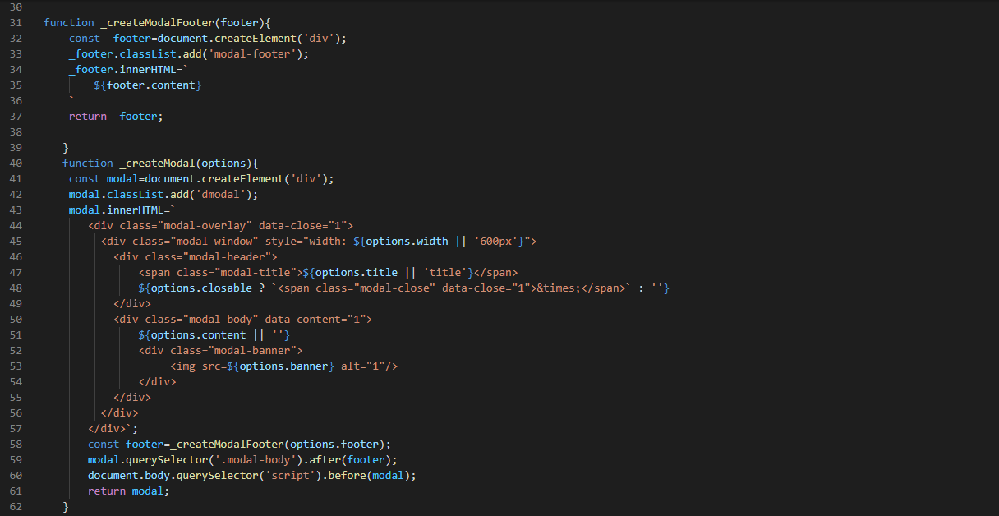 30
31 function _createModalFooter(footer){
32 const _footer=document.createElement('div');
33 _footer.classList.add('modal-footer');
34 _footer.innerHTML=`
35 ${footer.content}
36 `
37 return _footer;
38
39 }
40 function _createModal(options){
41 const modal=document.createElement('div');
42 modal.classList.add('dmodal');
43 modal.innerHTML=`
44 <div class="modal-overlay" data-close="1">
45 <div class="modal-window" style="width: ${options.width || '600px'}">
46 <div class="modal-header">
47 <span class="modal-title">${options.title || 'title'}</span>
48 ${options.closable ? `<span class="modal-close" data-close="1">&times;</span>` : ''}
49 </div>
50 <div class="modal-body" data-content="1">
51 ${options.content || ''}
52 <div class="modal-banner">
53 <img src=${options.banner} alt="1"/>
54 </div>
55 </div>
56 </div>
57 </div>`;
58 const footer=_createModalFooter(options.footer);
59 modal.querySelector('.modal-body').after(footer);
60 document.body.querySelector('script').before(modal);
61 return modal;
62 }